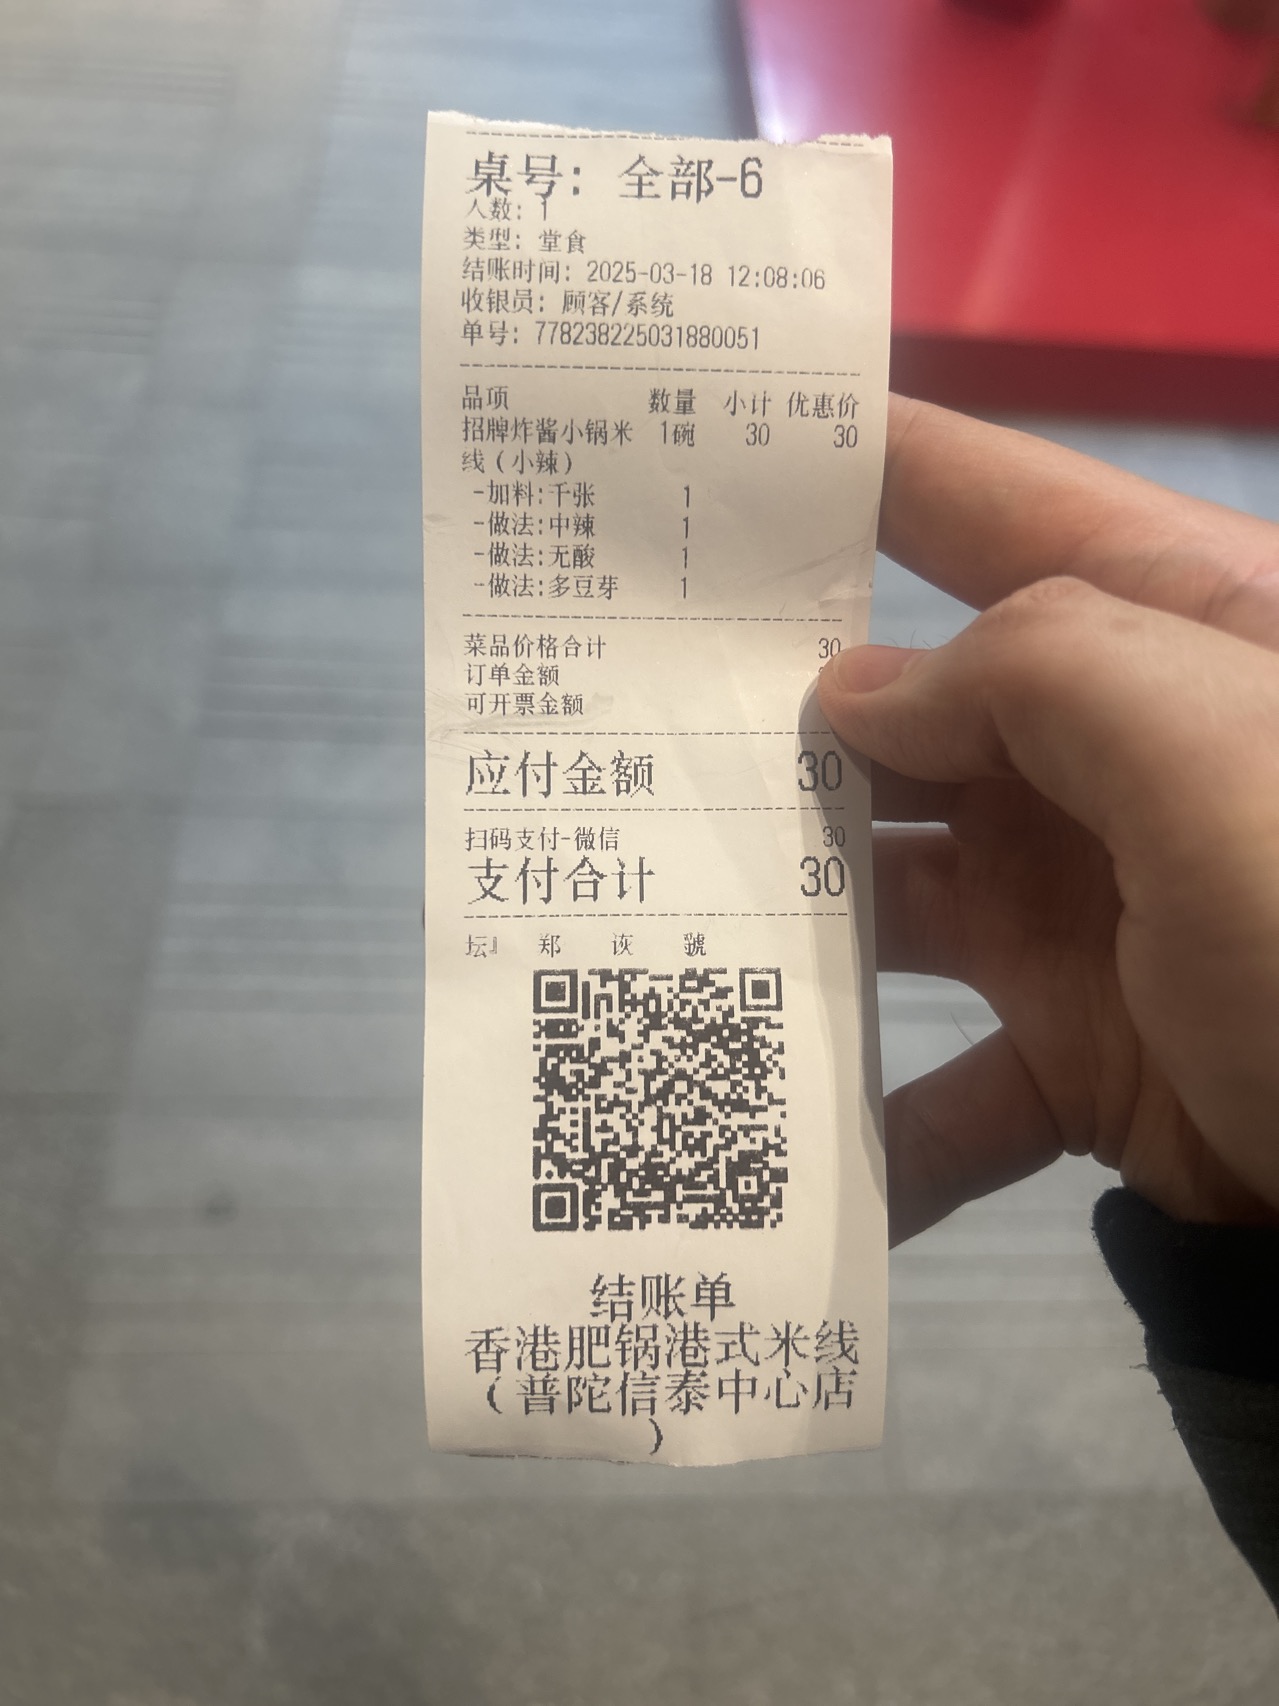 桌号: 全部-6
人数: 1
类型: 堂食
结账时间: 2025-03-18 12:08:06
收银员: 顾客/系统
单号: 778238225031880051
品项 数量 小计 优惠价
招牌炸酱小锅米 1碗 30 30
线(小辣)
-加料:千张 1
-做法:中辣 1
-做法:无酸 1
-做法:多豆芽 1
菜品价格合计 30
订单金额
可开票金额
应付金额 30
扫码支付-微信 30
支付合计 30
郑 诙 號
结账单
香港肥锅港式米线
(普陀信泰中心店
)